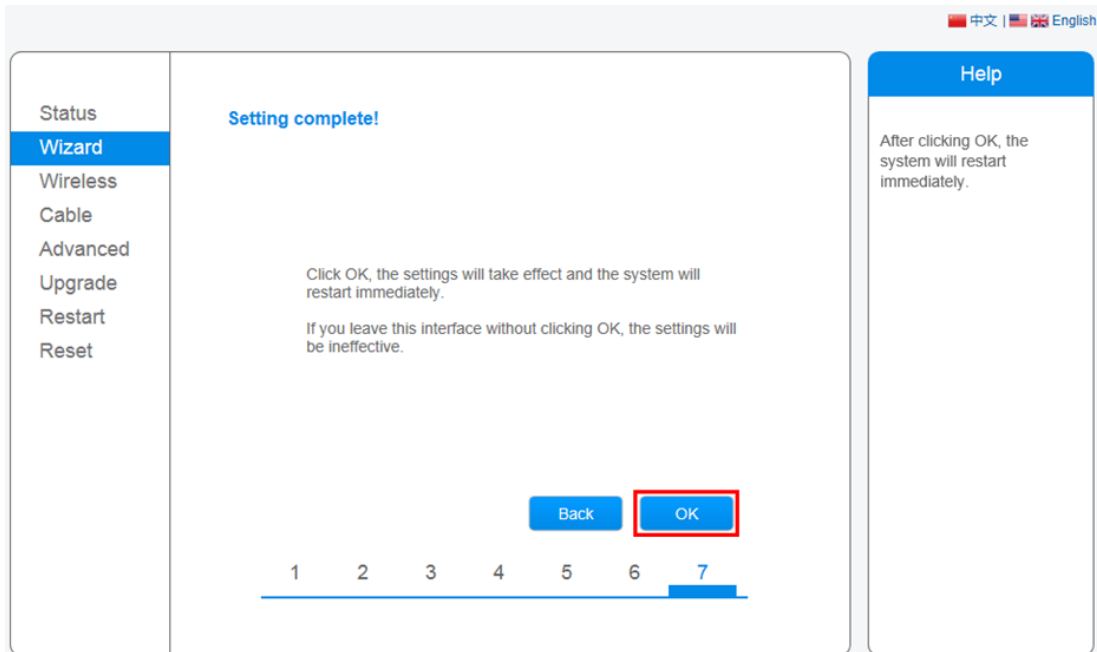 中文 | English
Status
Wizard
Wireless
Cable
Advanced
Upgrade
Restart
Reset
Setting complete!
Click OK, the settings will take effect and the system will
restart immediately.
If you leave this interface without clicking OK, the settings will
be ineffective.
Back
OK
1 2 3 4 5 6 7
Help
After clicking OK, the
system will restart
immediately.